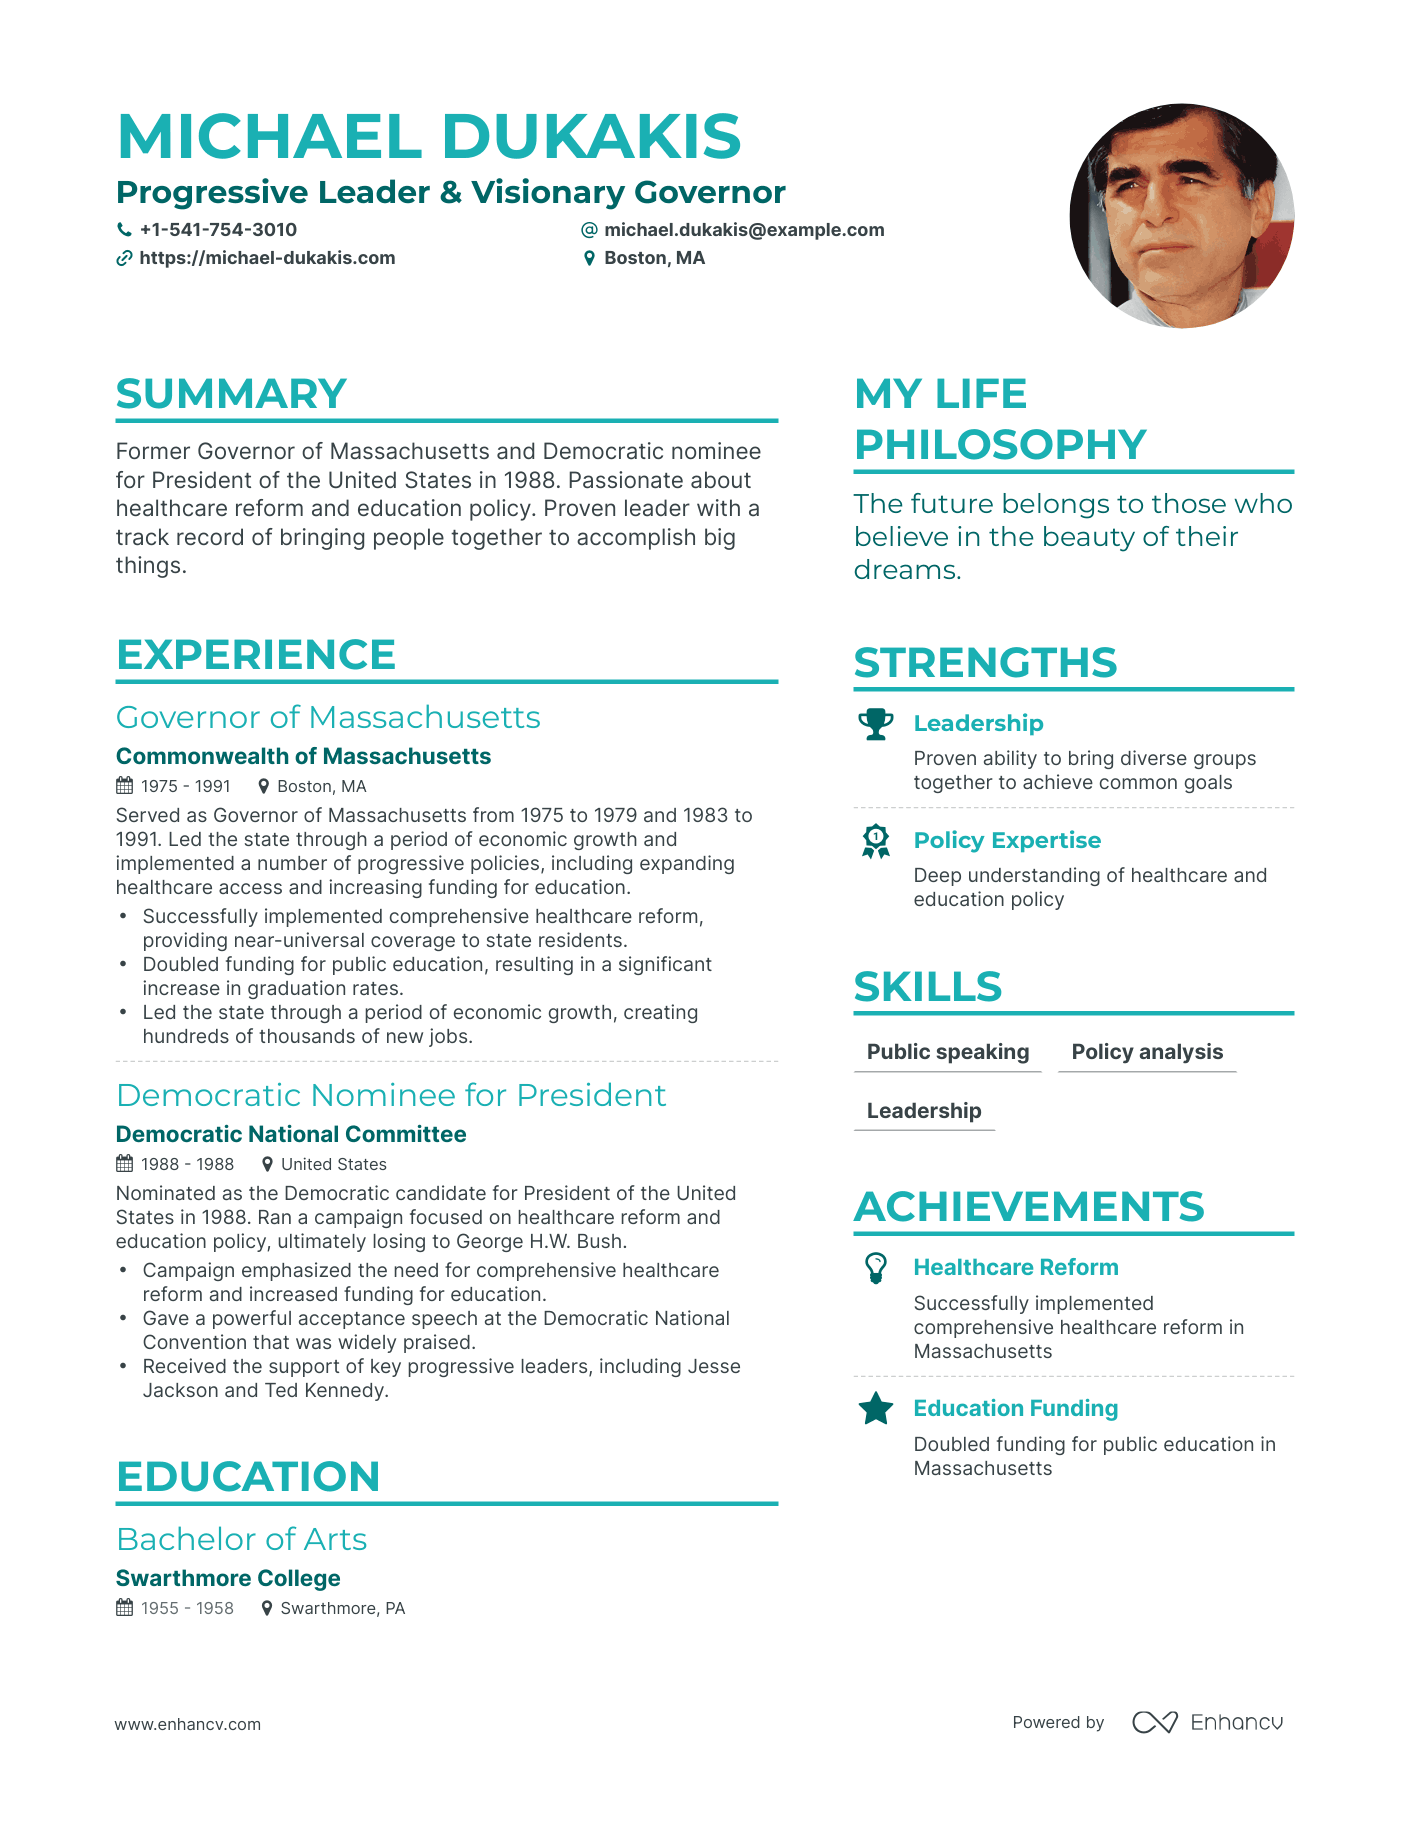 MICHAEL DUKAKIS
Progressive Leader & Visionary Governor
+1-541-754-3010
michael.dukakis@example.com
https://michael-dukakis.com
Boston, MA
SUMMARY
Former Governor of Massachusetts and Democratic nominee
for President of the United States in 1988. Passionate about
healthcare reform and education policy. Proven leader with a
track record of bringing people together to accomplish big
things.
EXPERIENCE
Governor of Massachusetts
Commonwealth of Massachusetts
1975 - 1991 Boston, MA
Served as Governor of Massachusetts from 1975 to 1979 and 1983 to
1991. Led the state through a period of economic growth and
implemented a number of progressive policies, including expanding
healthcare access and increasing funding for education.
• Successfully implemented comprehensive healthcare reform,
providing near-universal coverage to state residents.
• Doubled funding for public education, resulting in a significant
increase in graduation rates.
• Led the state through a period of economic growth, creating
hundreds of thousands of new jobs.
Democratic Nominee for President
Democratic National Committee
1988 - 1988 United States
Nominated as the Democratic candidate for President of the United
States in 1988. Ran a campaign focused on healthcare reform and
education policy, ultimately losing to George H.W. Bush.
• Campaign emphasized the need for comprehensive healthcare
reform and increased funding for education.
• Gave a powerful acceptance speech at the Democratic National
Convention that was widely praised.
• Received the support of key progressive leaders, including Jesse
Jackson and Ted Kennedy.
EDUCATION
Bachelor of Arts
Swarthmore College
1955 - 1958 Swarthmore, PA
MY LIFE
PHILOSOPHY
The future belongs to those who
believe in the beauty of their
dreams.
STRENGTHS
Leadership
Proven ability to bring diverse groups
together to achieve common goals
1
Policy Expertise
Deep understanding of healthcare and
education policy
SKILLS
Public speaking Policy analysis
Leadership
ACHIEVEMENTS
Healthcare Reform
Successfully implemented
comprehensive healthcare reform in
Massachusetts
Education Funding
Doubled funding for public education in
Massachusetts
www.enhancv.com
Powered by Enhancv